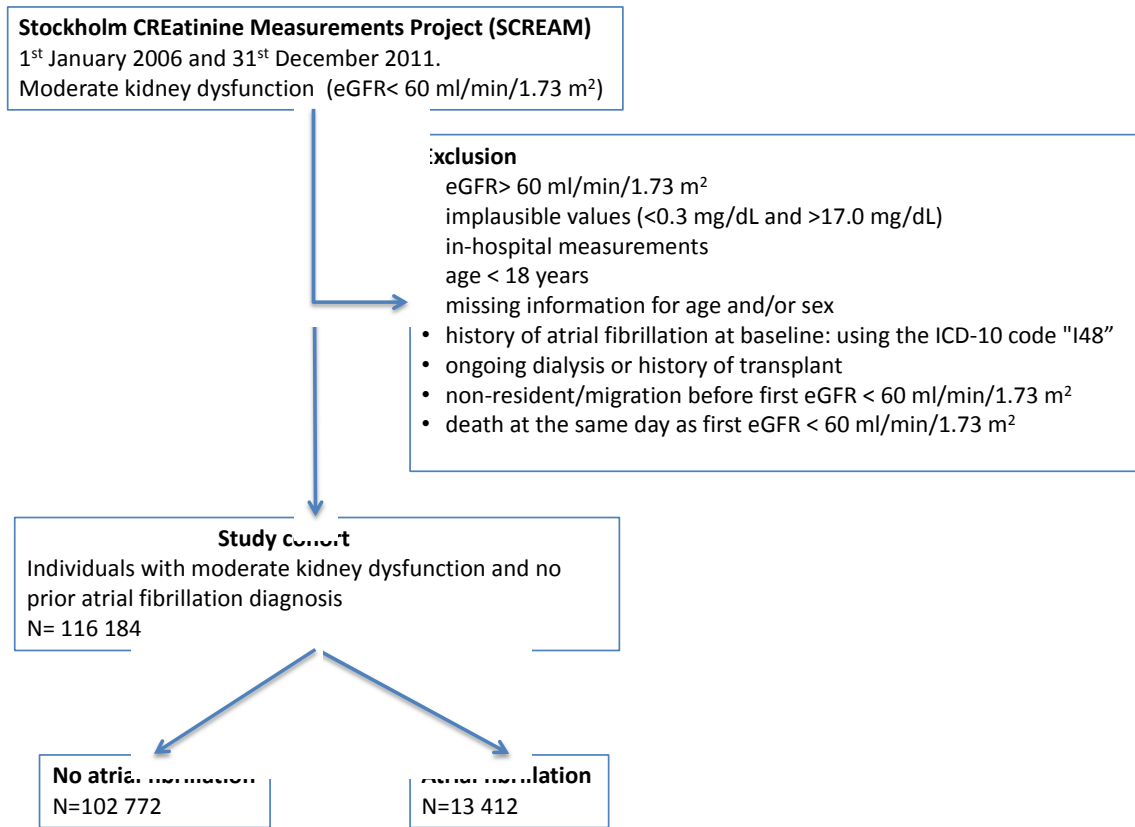 Stockholm CREatinine Measurements Project (SCREAM)
1st January 2006 and 31st December 2011.
Moderate kidney dysfunction (eGFR< 60 ml/min/1.73 m²)
Exclusion
eGFR> 60 ml/min/1.73 m²
implausible values (<0.3 mg/dL and >17.0 mg/dL)
in-hospital measurements
age < 18 years
missing information for age and/or sex
• history of atrial fibrillation at baseline: using the ICD-10 code "I48”
• ongoing dialysis or history of transplant
• non-resident/migration before first eGFR < 60 ml/min/1.73 m²
• death at the same day as first eGFR < 60 ml/min/1.73 m²
Study cohort
Individuals with moderate kidney dysfunction and no
prior atrial fibrillation diagnosis
N= 116 184
No atrial fibrillation
N=102 772
Atrial fibrillation
N=13 412